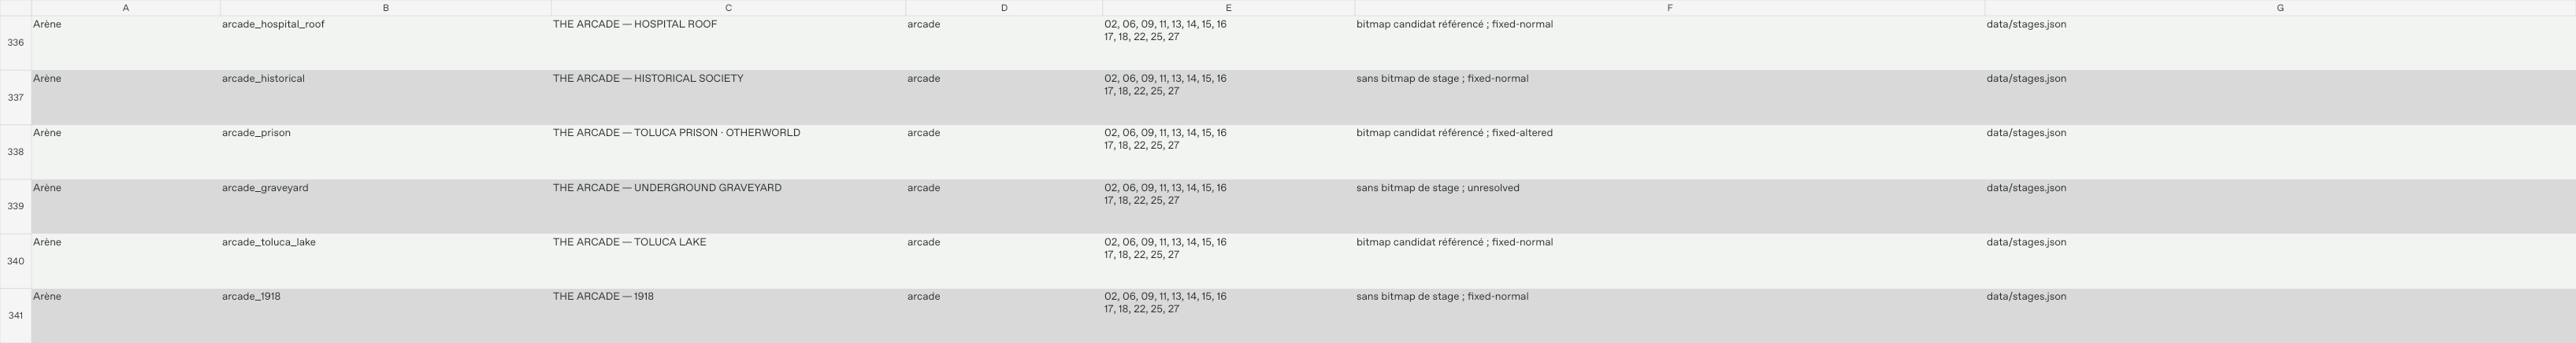 A B C D E F G
336 Arène arcade_hospital_roof THE ARCADE — HOSPITAL ROOF arcade 02, 06, 09, 11, 13, 14, 15, 16 bitmap candidat référencé ; fixed-normal data/stages.json
17, 18, 22, 25, 27
337 Arène arcade_historical THE ARCADE — HISTORICAL SOCIETY arcade 02, 06, 09, 11, 13, 14, 15, 16 sans bitmap de stage ; fixed-normal data/stages.json
17, 18, 22, 25, 27
338 Arène arcade_prison THE ARCADE — TOLUCA PRISON · OTHERWORLD arcade 02, 06, 09, 11, 13, 14, 15, 16 bitmap candidat référencé ; fixed-altered data/stages.json
17, 18, 22, 25, 27
339 Arène arcade_graveyard THE ARCADE — UNDERGROUND GRAVEYARD arcade 02, 06, 09, 11, 13, 14, 15, 16 sans bitmap de stage ; unresolved data/stages.json
17, 18, 22, 25, 27
340 Arène arcade_toluca_lake THE ARCADE — TOLUCA LAKE arcade 02, 06, 09, 11, 13, 14, 15, 16 bitmap candidat référencé ; fixed-normal data/stages.json
17, 18, 22, 25, 27
341 Arène arcade_1918 THE ARCADE — 1918 arcade 02, 06, 09, 11, 13, 14, 15, 16 sans bitmap de stage ; fixed-normal data/stages.json
17, 18, 22, 25, 27